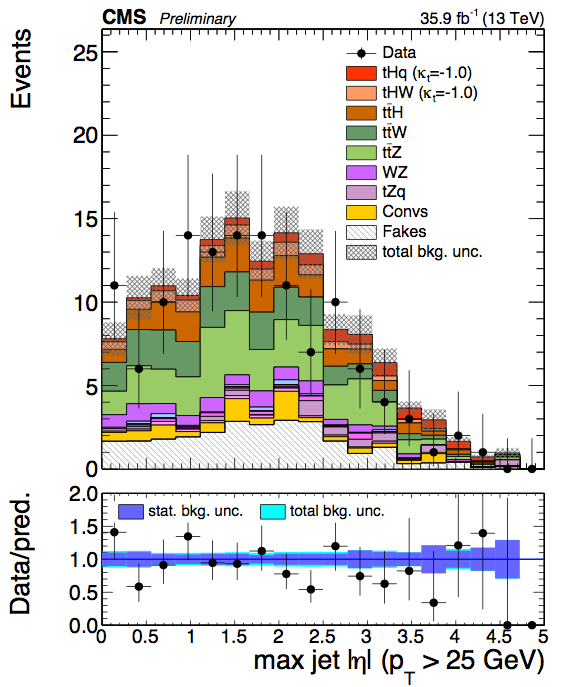 CMS Preliminary 35.9 fb⁻¹ (13 TeV)
Events
25
20
15
10
5
0
Data
tHq (κt=-1.0)
tHW (κt=-1.0)
tt̄H
tt̄W
tt̄Z
WZ
tZq
Convs
Fakes
total bkg. unc.
Data/pred.
2.0
1.5
1.0
0.5
0.0
stat. bkg. unc. total bkg. unc.
0 0.5 1 1.5 2 2.5 3 3.5 4 4.5 5
max jet |η| (pT > 25 GeV)